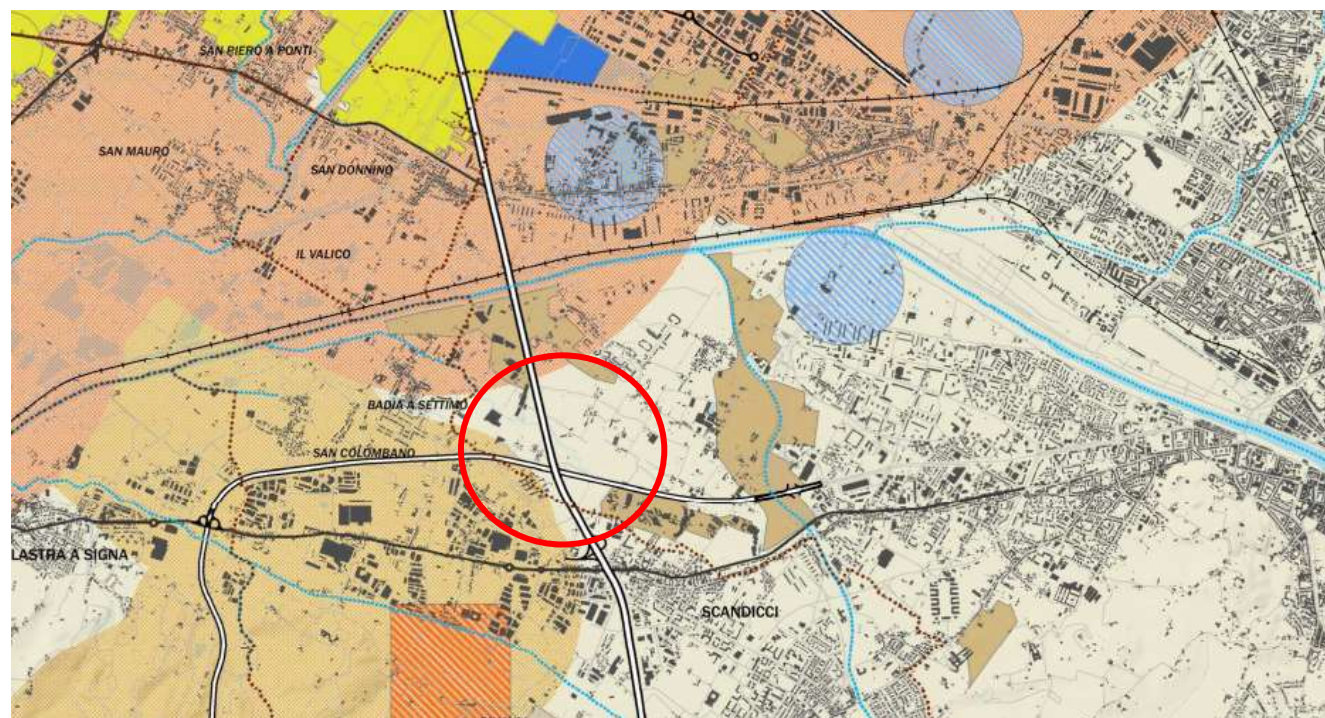 SAN PIERO A PONTI
SAN MAURO
SAN DONNINO
IL VALICO
BADIA A SETTIMO
SAN COLOMBANO
LASTRA A SIGNA
SCANDICCI